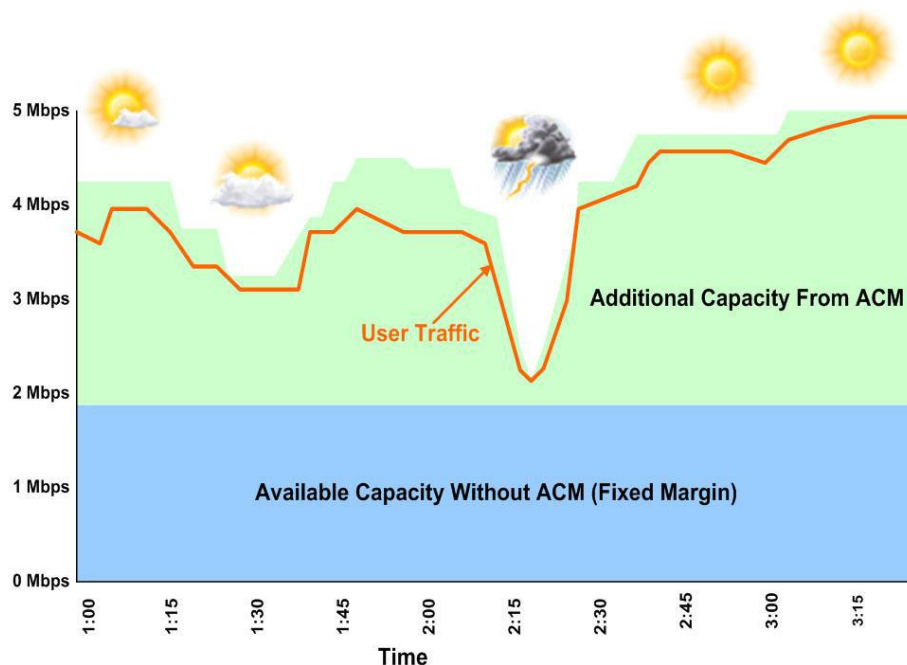 5 Mbps
4 Mbps
3 Mbps
2 Mbps
1 Mbps
0 Mbps
Additional Capacity From ACM
User Traffic
Available Capacity Without ACM (Fixed Margin)
1:00
1:15
1:30
1:45
2:00
2:15
2:30
2:45
3:00
3:15
Time